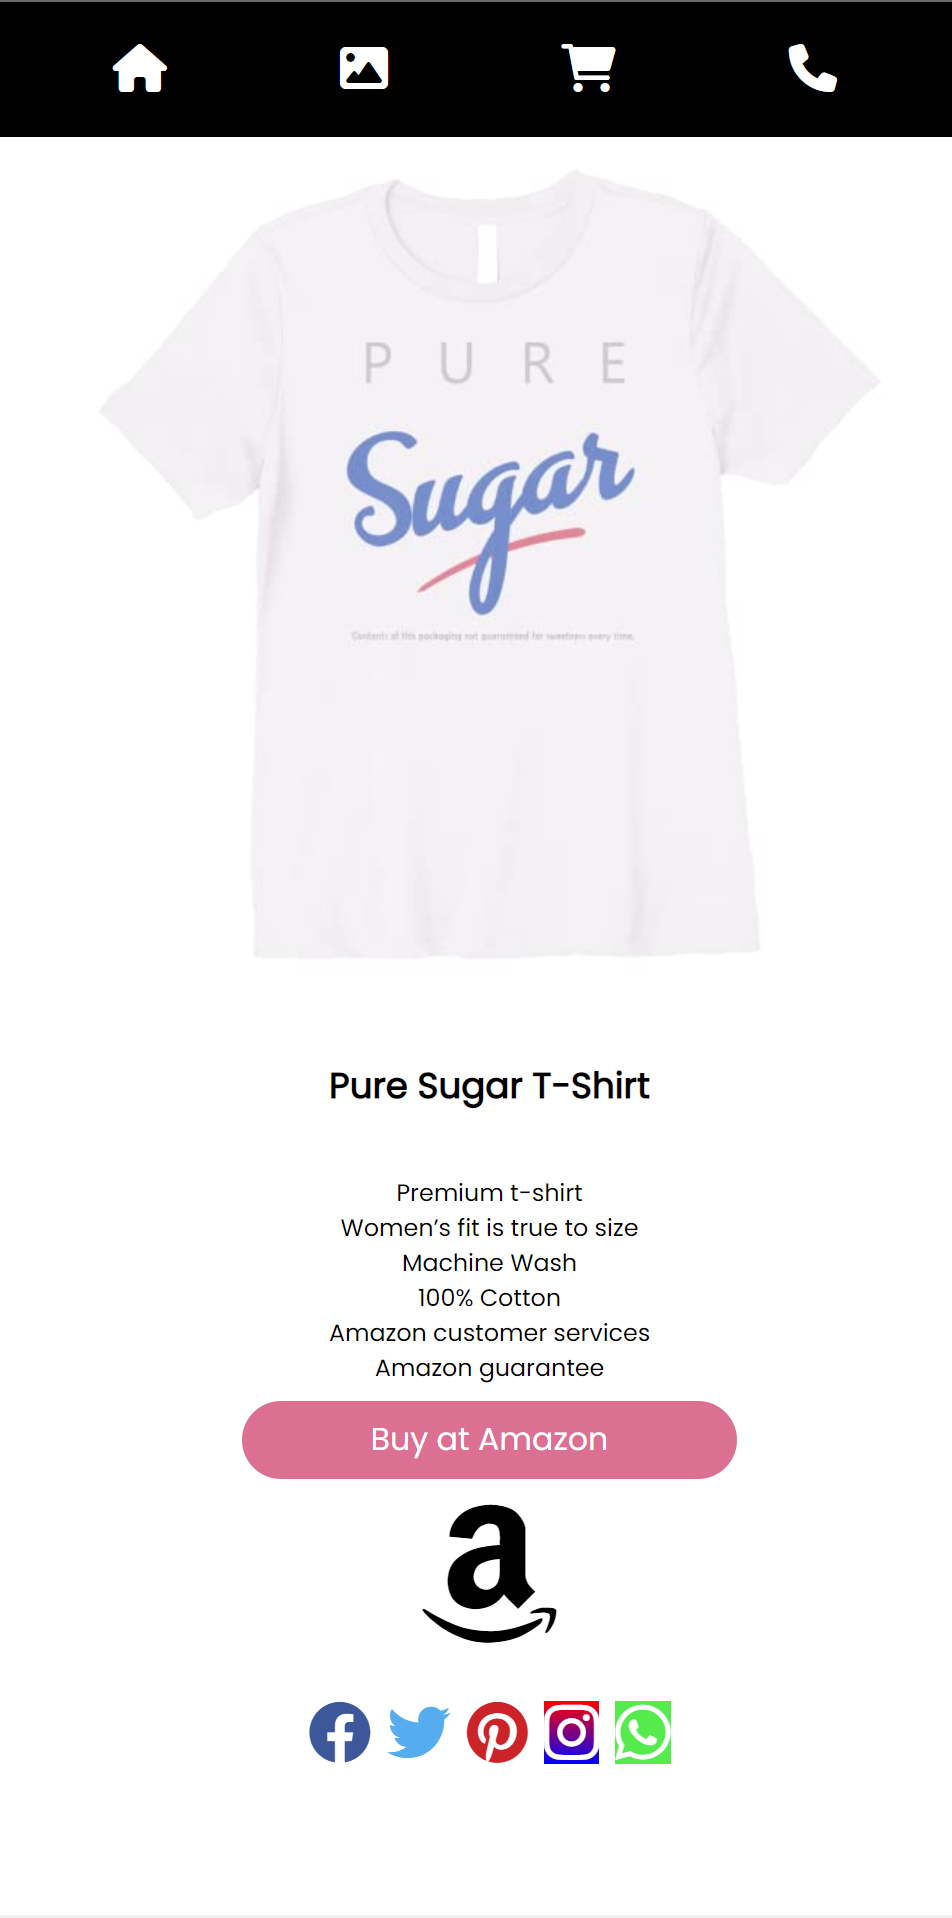 PURE
Sugar
Contents of this packaging not guaranteed for sweetness every time.
Pure Sugar T-Shirt
Premium t-shirt
Women’s fit is true to size
Machine Wash
100% Cotton
Amazon customer services
Amazon guarantee
Buy at Amazon